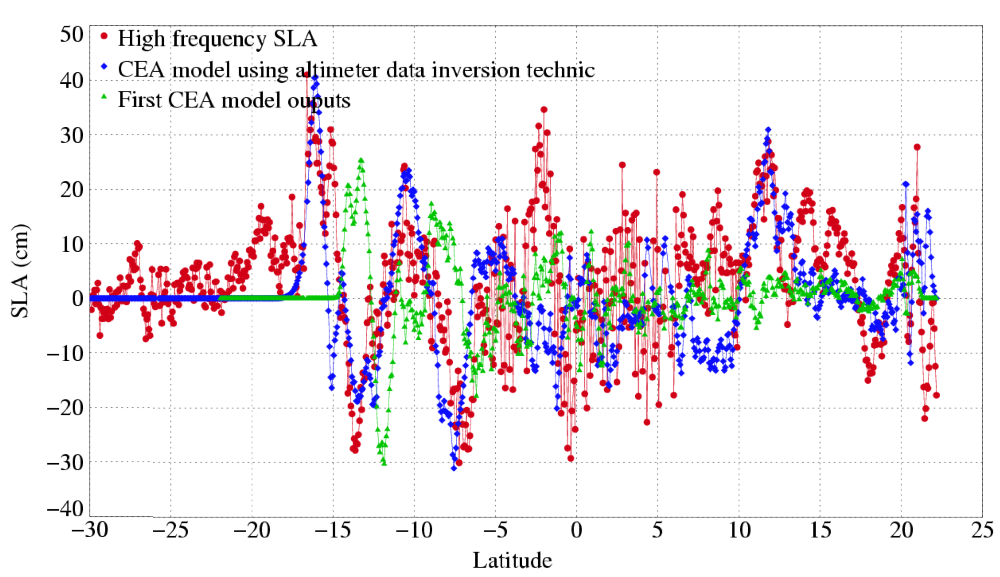 High frequency SLA
CEA model using altimeter data inversion technic
First CEA model ouputs
50
40
30
20
10
0
−10
−20
−30
−40
SLA (cm)
−30 −25 −20 −15 −10 −5 0 5 10 15 20 25
Latitude